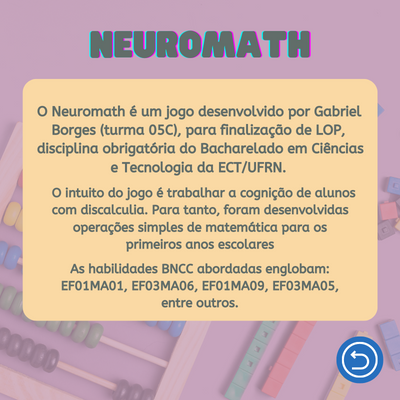 NEUROMATH
O Neuromath é um jogo desenvolvido por Gabriel
Borges (turma 05C), para finalização de LOP,
disciplina obrigatória do Bacharelado em Ciências
e Tecnologia da ECT/UFRN.
O intuito do jogo é trabalhar a cognição de alunos
com discalculia. Para tanto, foram desenvolvidas
operações simples de matemática para os
primeiros anos escolares
As habilidades BNCC abordadas englobam:
EF01MA01, EF03MA06, EF01MA09, EF03MA05,
entre outros.